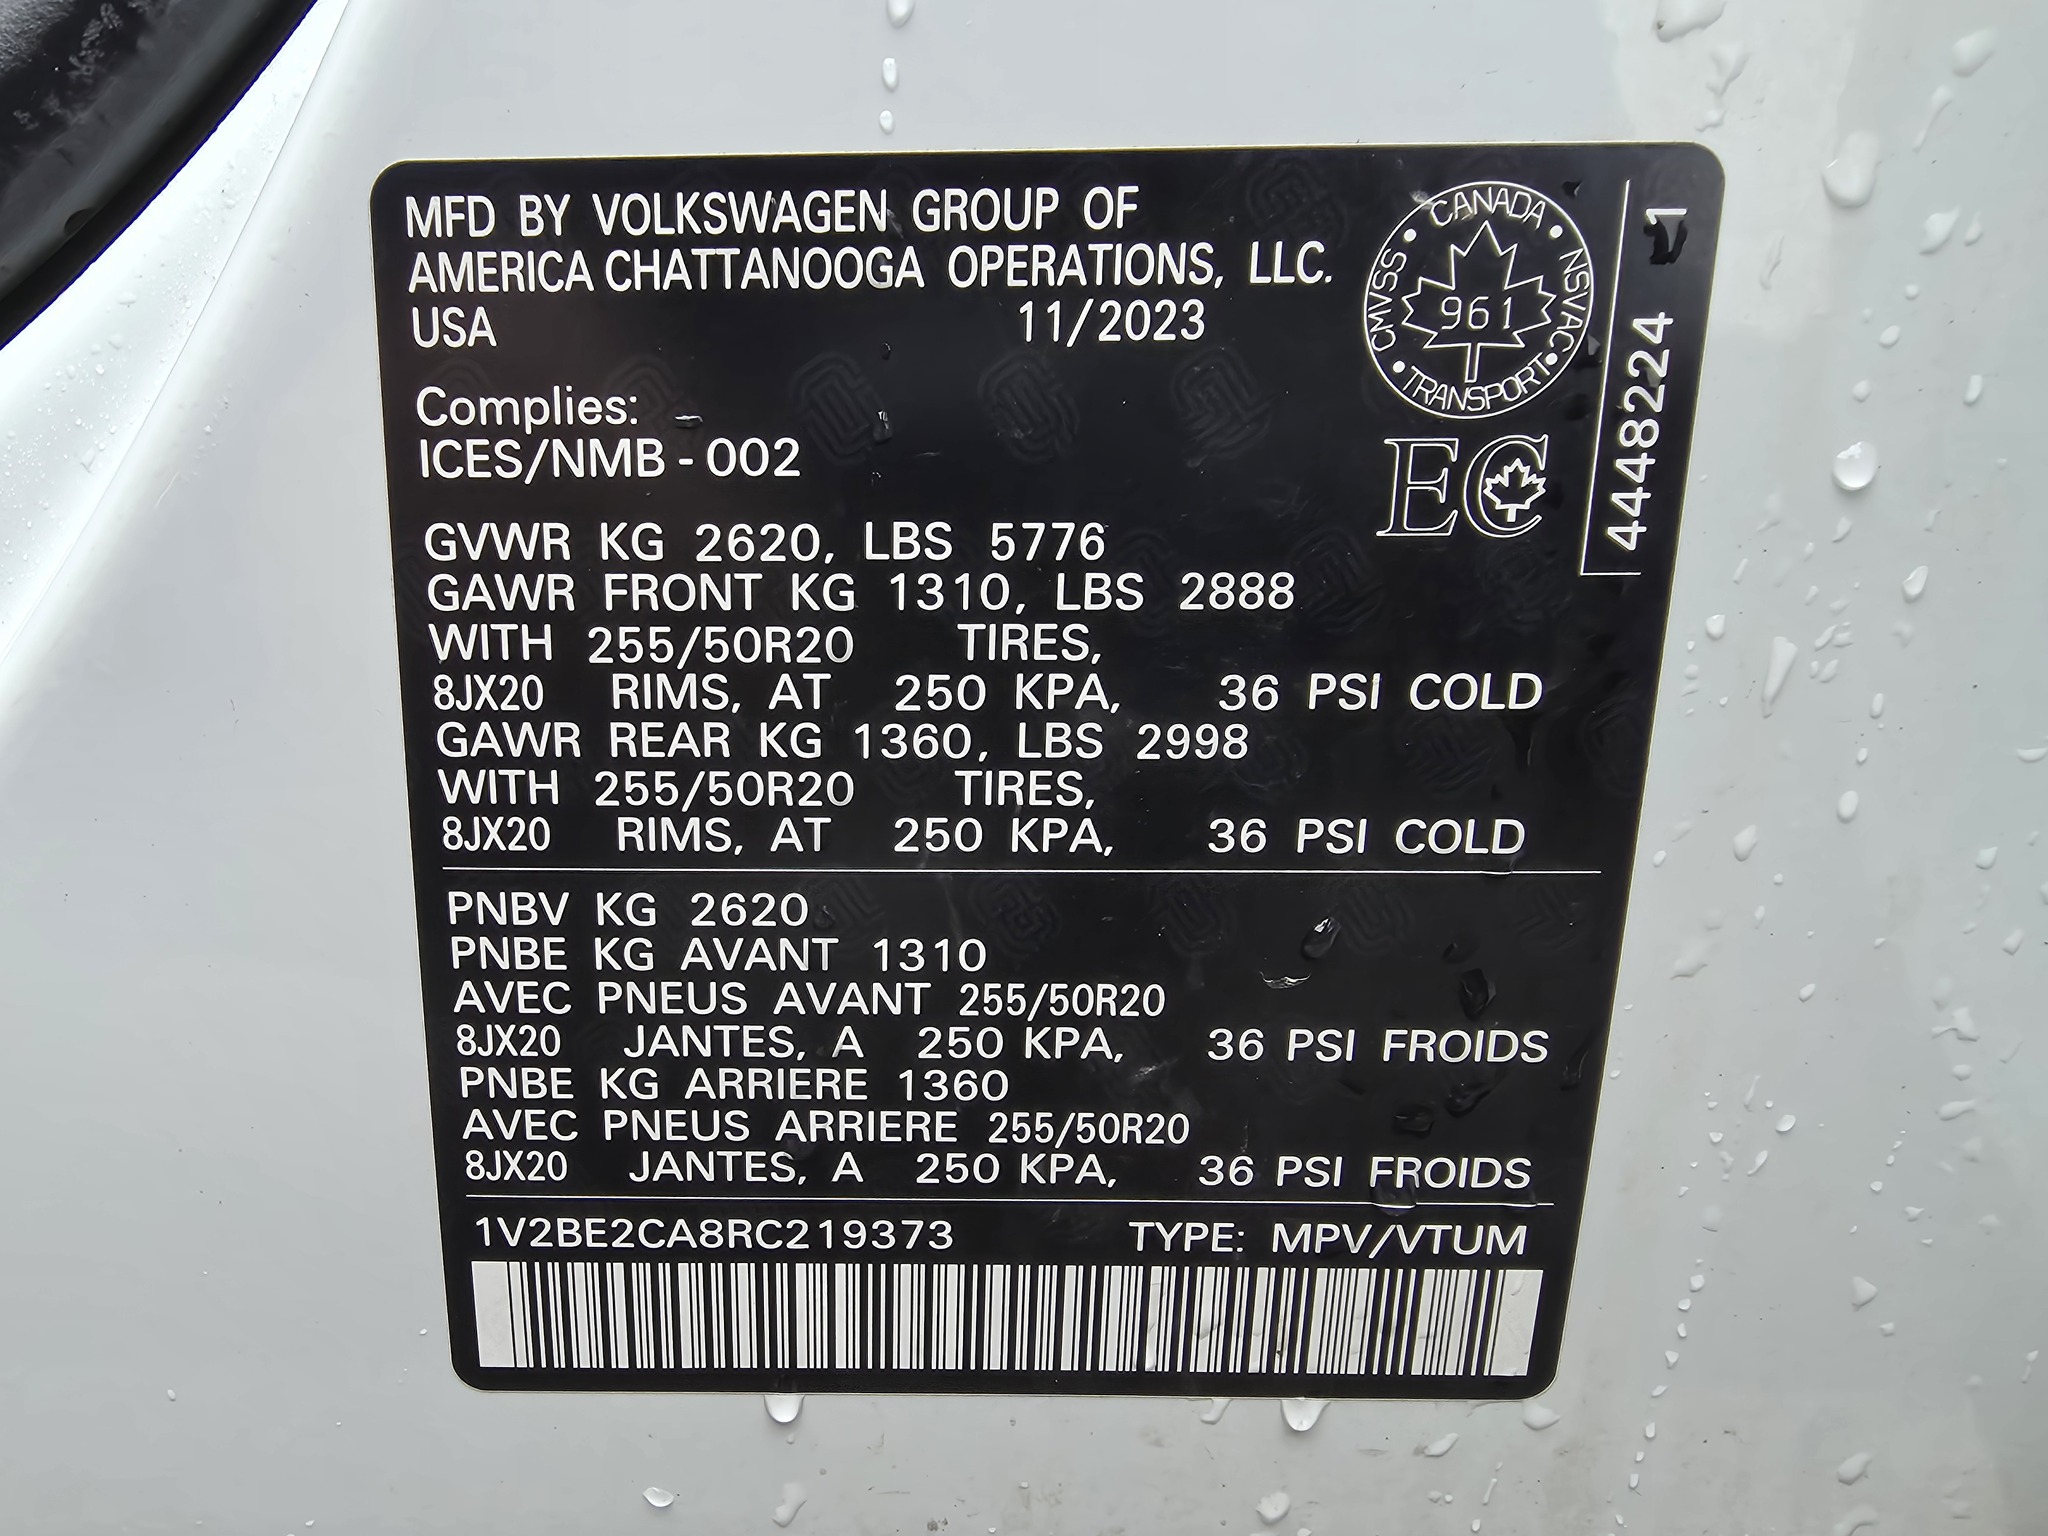 MFD BY VOLKSWAGEN GROUP OF
AMERICA CHATTANOOGA OPERATIONS, LLC.
USA 11/2023
CANADA
CMVSS NSVAC
961
TRANSPORT
4448224 1
Complies:
ICES/NMB - 002
EC
GVWR KG 2620, LBS 5776
GAWR FRONT KG 1310, LBS 2888
WITH 255/50R20 TIRES,
8JX20 RIMS, AT 250 KPA, 36 PSI COLD
GAWR REAR KG 1360, LBS 2998
WITH 255/50R20 TIRES,
8JX20 RIMS, AT 250 KPA, 36 PSI COLD
PNBV KG 2620
PNBE KG AVANT 1310
AVEC PNEUS AVANT 255/50R20
8JX20 JANTES, A 250 KPA, 36 PSI FROIDS
PNBE KG ARRIERE 1360
AVEC PNEUS ARRIERE 255/50R20
8JX20 JANTES, A 250 KPA, 36 PSI FROIDS
1V2BE2CA8RC219373 TYPE: MPV/VTUM